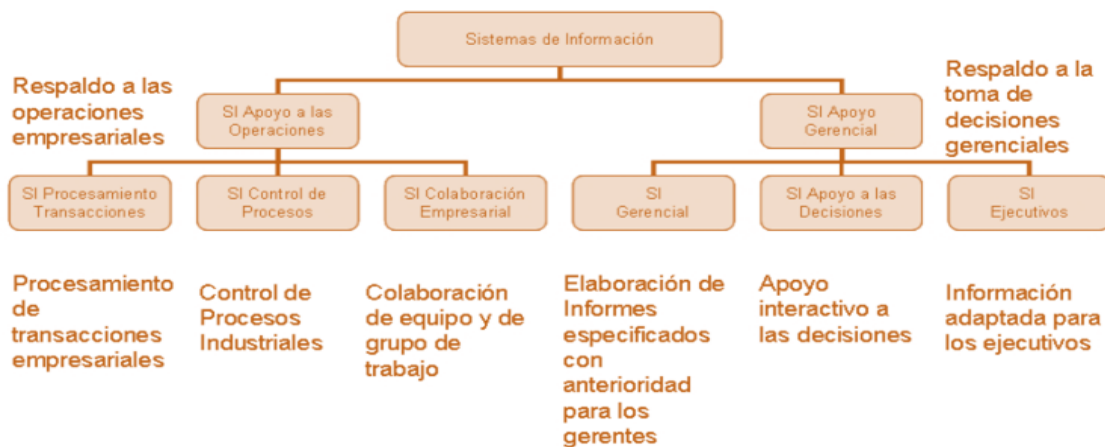 Sistemas de Información
Respaldo a las
operaciones
empresariales
SI Apoyo a las
Operaciones
SI Apoyo
Gerencial
Respaldo a la
toma de
decisiones
gerenciales
SI Procesamiento
Transacciones
SI Control de
Procesos
SI Colaboración
Empresarial
SI
Gerencial
SI Apoyo a las
Decisiones
SI
Ejecutivos
Procesamiento
de
transacciones
empresariales
Control de
Procesos
Industriales
Colaboración
de equipo y de
grupo de
trabajo
Elaboración de
Informes
especificados
con
anterioridad
para los
gerentes
Apoyo
interactivo a
las decisiones
Información
adaptada para
los ejecutivos